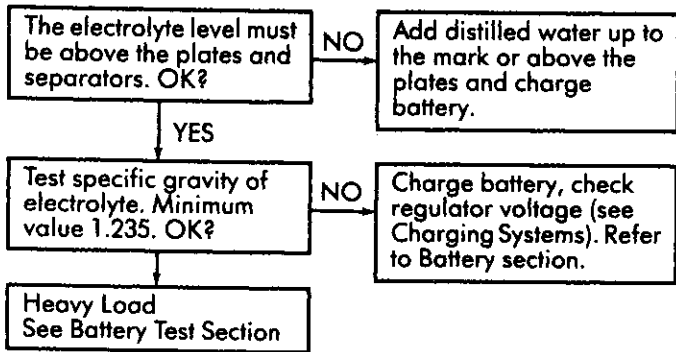 The electrolyte level must
be above the plates and
separators. OK?
NO
Add distilled water up to
the mark or above the
plates and charge
battery.
YES
Test specific gravity of
electrolyte. Minimum
value 1.235. OK?
NO
Charge battery, check
regulator voltage (see
Charging Systems). Refer
to Battery section.
Heavy Load
See Battery Test Section